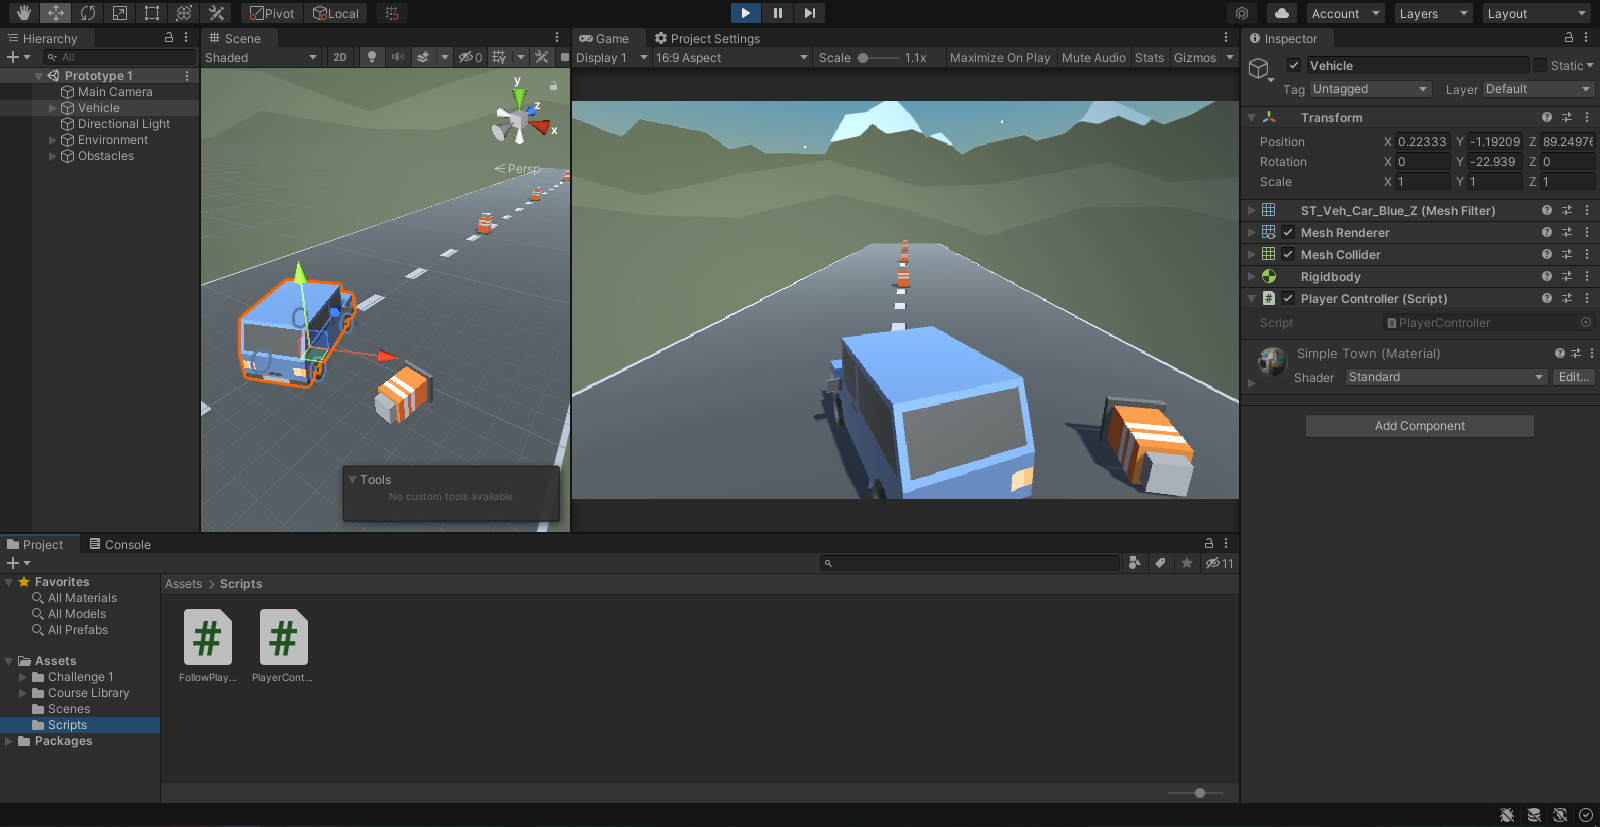 Pivot Local Account Layers Layout
Hierarchy
All
Prototype 1
Main Camera
Vehicle
Directional Light
Environment
Obstacles
Scene
Shaded 2D 0
y
z
x
Persp
Tools
No custom tools available
Game Project Settings
Display 1 16:9 Aspect Scale 1.1x Maximize On Play Mute Audio Stats Gizmos
Inspector
Vehicle Static
Tag Untagged Layer Default
Transform
Position X 0.22333 Y -1.19209 Z 89.24976
Rotation X 0 Y -22.939 Z 0
Scale X 1 Y 1 Z 1
ST_Veh_Car_Blue_Z (Mesh Filter)
Mesh Renderer
Mesh Collider
Rigidbody
# Player Controller (Script)
Script PlayerController
Simple Town (Material)
Shader Standard Edit...
Add Component
Project Console
11
Favorites
All Materials
All Models
All Prefabs
Assets
Challenge 1
Course Library
Scenes
Scripts
Packages
Assets > Scripts
# #
FollowPlay... PlayerCont...